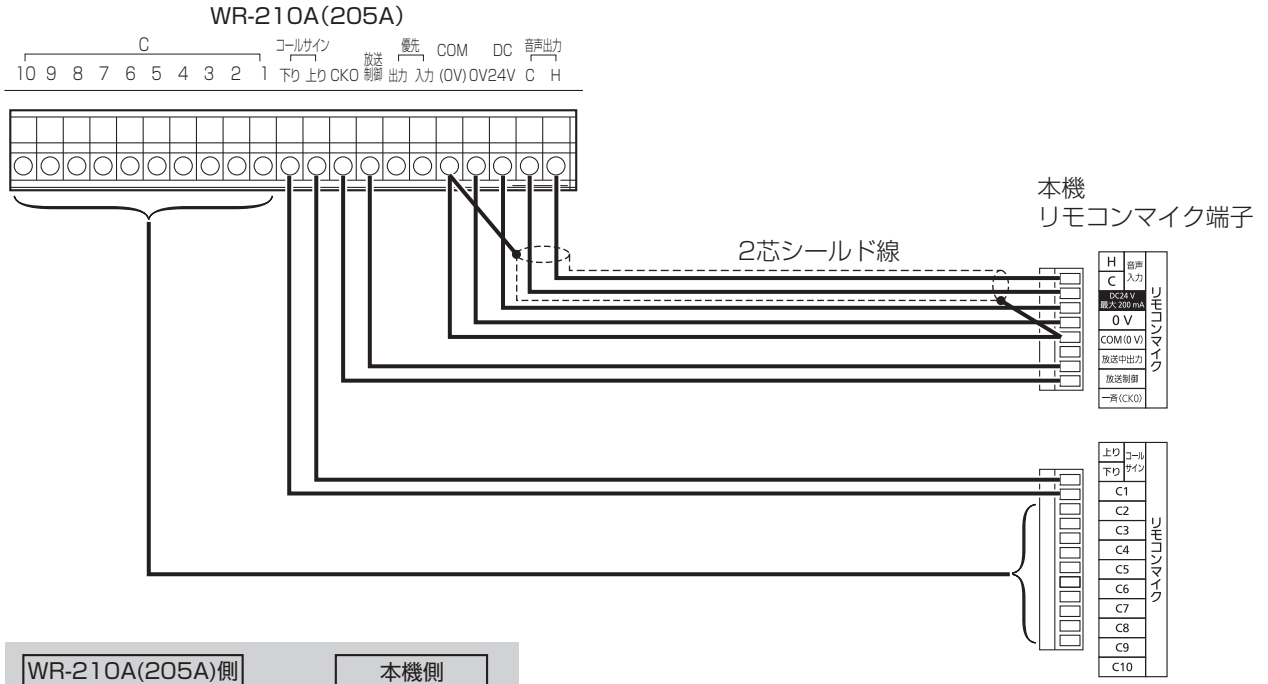 WR-210A(205A)
C
コールサイン
放送
制御
優先
COM
DC
音声出力
10 9 8 7 6 5 4 3 2 1 下り 上り CKO 出力 入力 (0V) 0V 24V C H
本機
リモコンマイク端子
2芯シールド線
H
C
音声
入力
DC24 V
最大 200 mA
0 V
COM(0 V)
放送中出力
放送制御
一斉(CK0)
リモコンマイク
上り
下り
コール
サイン
C1
C2
C3
C4
C5
C6
C7
C8
C9
C10
リモコンマイク
WR-210A(205A)側
本機側